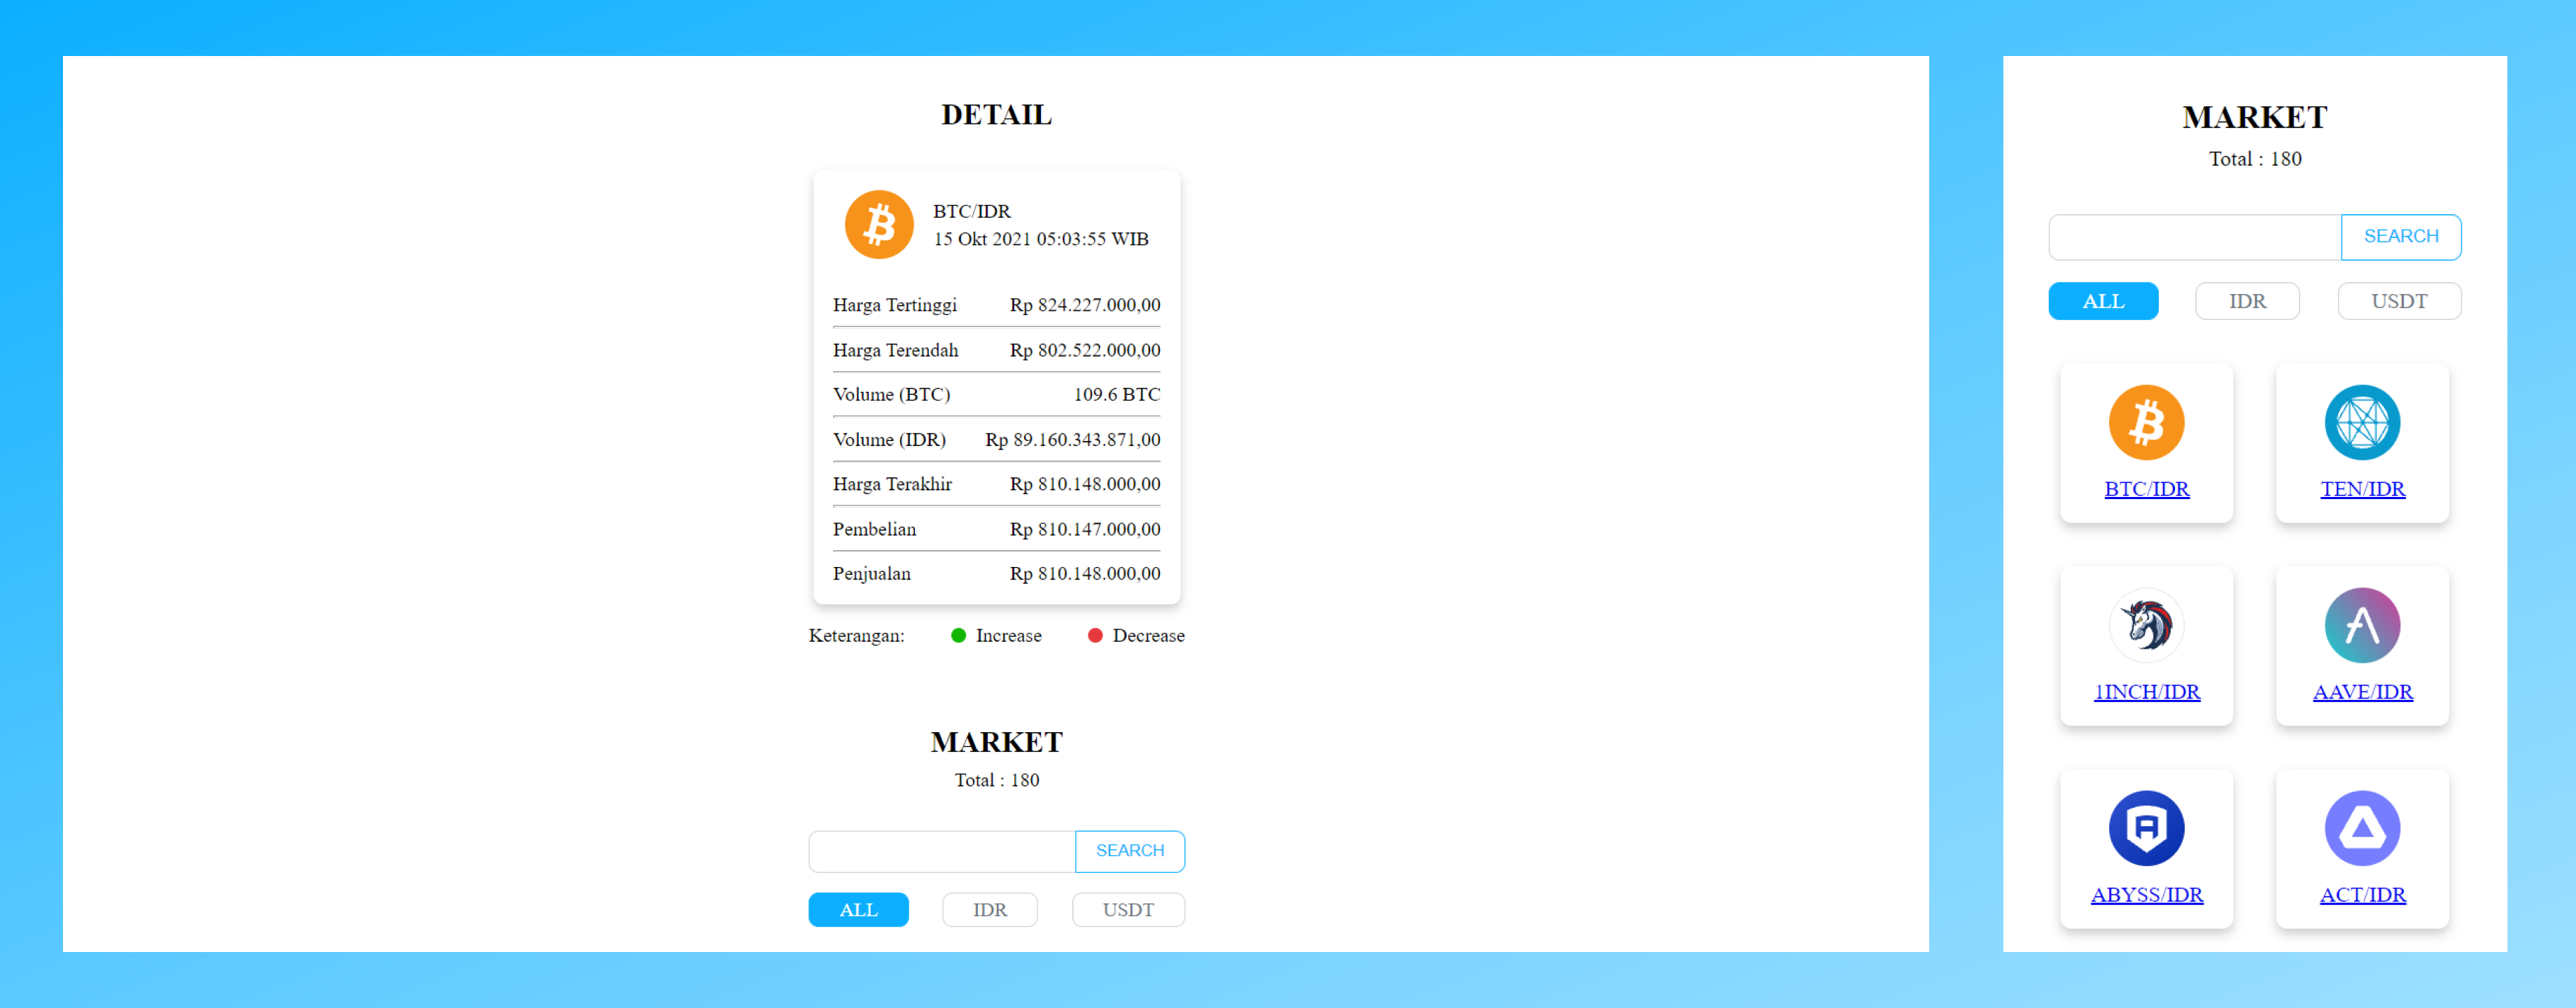 DETAIL
BTC/IDR
15 Okt 2021 05:03:55 WIB
Harga Tertinggi Rp 824.227.000,00
Harga Terendah Rp 802.522.000,00
Volume (BTC) 109.6 BTC
Volume (IDR) Rp 89.160.343.871,00
Harga Terakhir Rp 810.148.000,00
Pembelian Rp 810.147.000,00
Penjualan Rp 810.148.000,00
Keterangan: Increase Decrease
MARKET
Total : 180
SEARCH
ALL IDR USDT
MARKET
Total : 180
SEARCH
ALL IDR USDT
BTC/IDR TEN/IDR
1INCH/IDR AAVE/IDR
ABYSS/IDR ACT/IDR